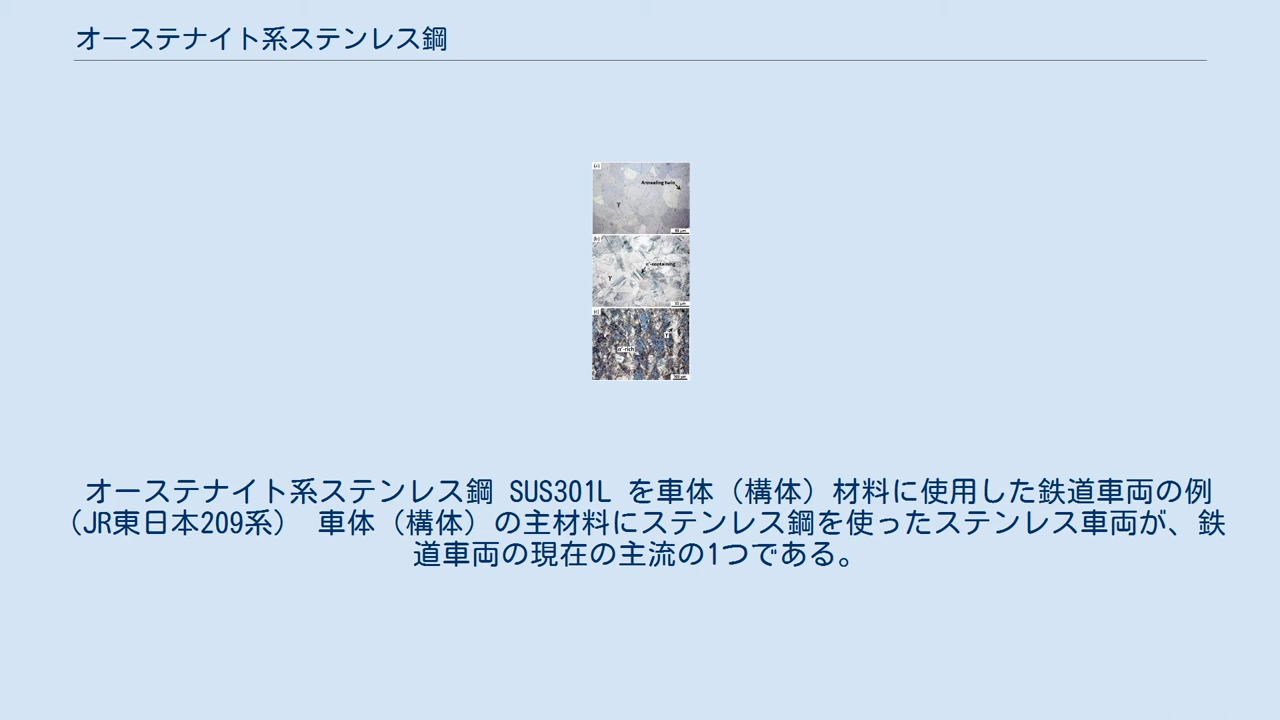 オーステナイト系ステンレス鋼
(a)
Annealing twin
γ
(b)
α'-containing
γ
(c)
γ
α'-rich
オーステナイト系ステンレス鋼 SUS301L を車体（構体）材料に使用した鉄道車両の例
（JR東日本209系） 車体（構体）の主材料にステンレス鋼を使ったステンレス車両が、鉄
道車両の現在の主流の1つである。